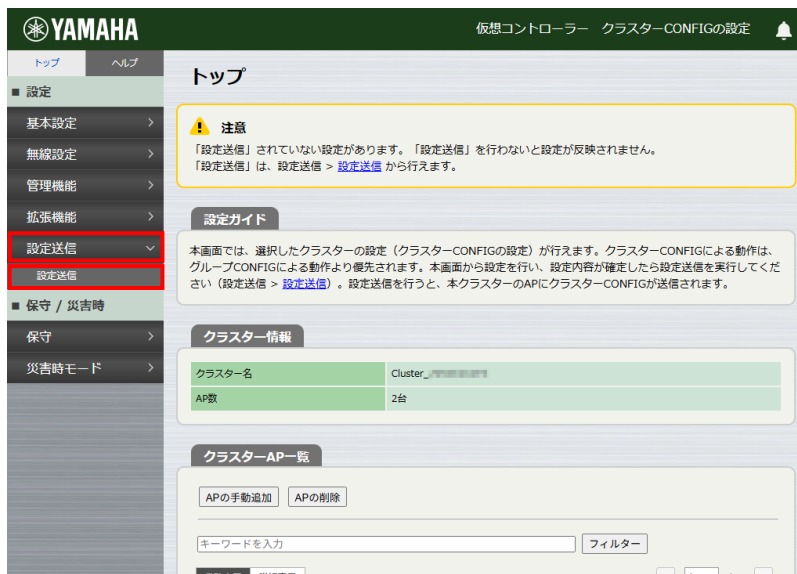 YAMAHA
仮想コントローラー クラスターCONFIGの設定
トップ ヘルプ
■ 設定
基本設定
無線設定
管理機能
拡張機能
設定送信
設定送信
■ 保守 / 災害時
保守
災害時モード
トップ
注意
「設定送信」されていない設定があります。「設定送信」を行わないと設定が反映されません。
「設定送信」は、設定送信 > 設定送信 から行えます。
設定ガイド
本画面では、選択したクラスターの設定（クラスターCONFIGの設定）が行えます。クラスターCONFIGによる動作は、
グループCONFIGによる動作より優先されます。本画面から設定を行い、設定内容が確定したら設定送信を実行してくだ
さい（設定送信 > 設定送信）。設定送信を行うと、本クラスターのAPにクラスターCONFIGが送信されます。
クラスター情報
クラスター名 Cluster_
AP数 2台
クラスターAP一覧
APの手動追加 APの削除
キーワードを入力 フィルター